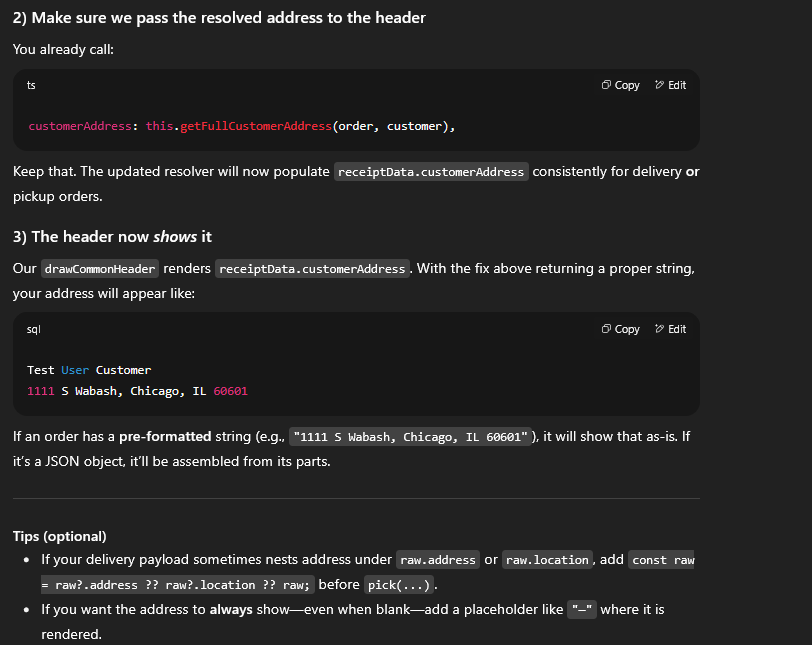 2) Make sure we pass the resolved address to the header
You already call:
ts
Copy
Edit
customerAddress: this.getFullCustomerAddress(order, customer),
Keep that. The updated resolver will now populate receiptData.customerAddress consistently for delivery or
pickup orders.
3) The header now shows it
Our drawCommonHeader renders receiptData.customerAddress. With the fix above returning a proper string,
your address will appear like:
sql
Copy
Edit
Test User Customer
1111 S Wabash, Chicago, IL 60601
If an order has a pre-formatted string (e.g., "1111 S Wabash, Chicago, IL 60601"), it will show that as-is. If
it's a JSON object, it'll be assembled from its parts.
Tips (optional)
• If your delivery payload sometimes nests address under raw.address or raw.location, add const raw
= raw?.address ?? raw?.location ?? raw; before pick(...).
• If you want the address to always show—even when blank—add a placeholder like "—" where it is
rendered.